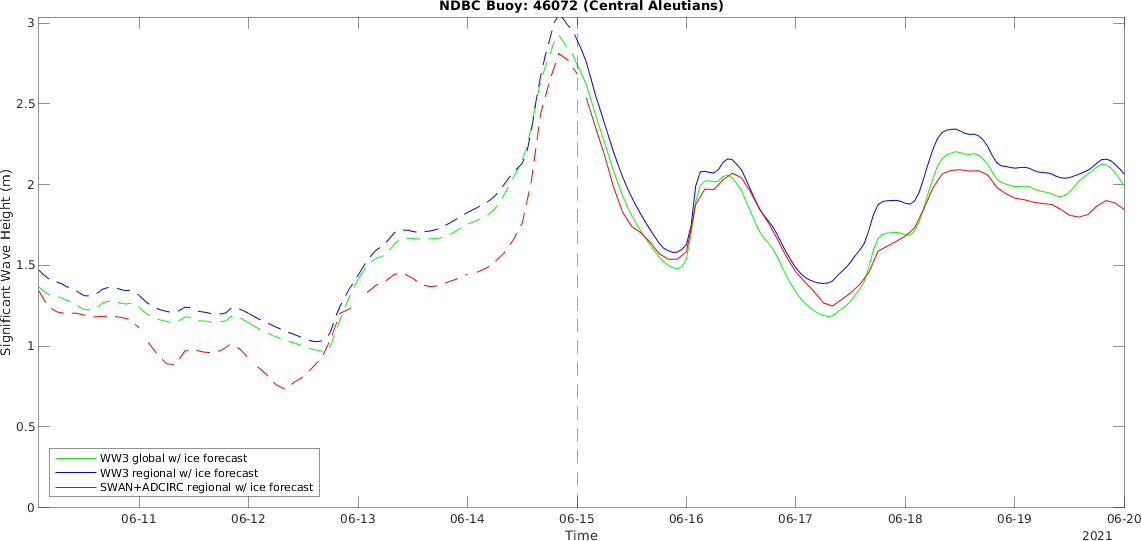 NDBC Buoy: 46072 (Central Aleutians)
3
2.5
2
1.5
1
0.5
0
Significant Wave Height (m)
WW3 global w/ ice forecast
WW3 regional w/ ice forecast
SWAN+ADCIRC regional w/ ice forecast
06-11 06-12 06-13 06-14 06-15 06-16 06-17 06-18 06-19 06-20
Time
2021